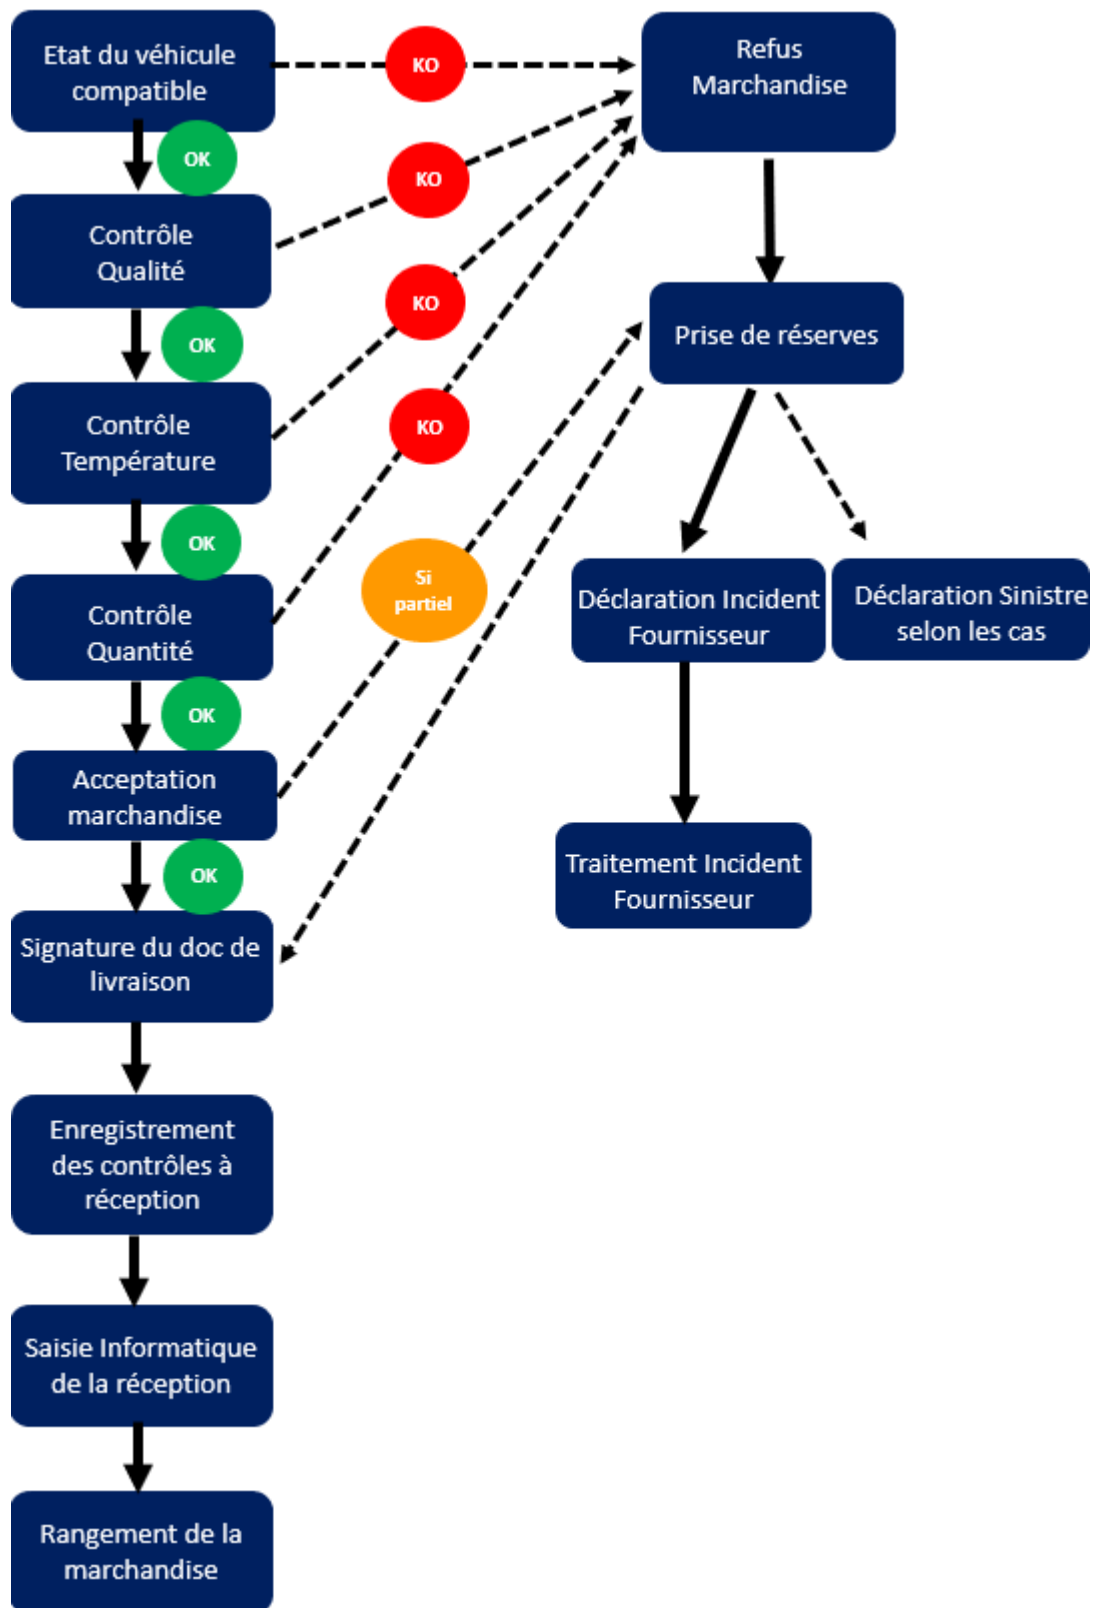 Etat du véhicule
compatible
KO
Refus
Marchandise
OK
KO
Contrôle
Qualité
OK
KO
Prise de réserves
Contrôle
Température
KO
OK
Si
partiel
Contrôle
Quantité
Déclaration Incident
Fournisseur
Déclaration Sinistre
selon les cas
OK
Acceptation
marchandise
OK
Traitement Incident
Fournisseur
Signature du doc de
livraison
Enregistrement
des contrôles à
réception
Saisie Informatique
de la réception
Rangement de la
marchandise